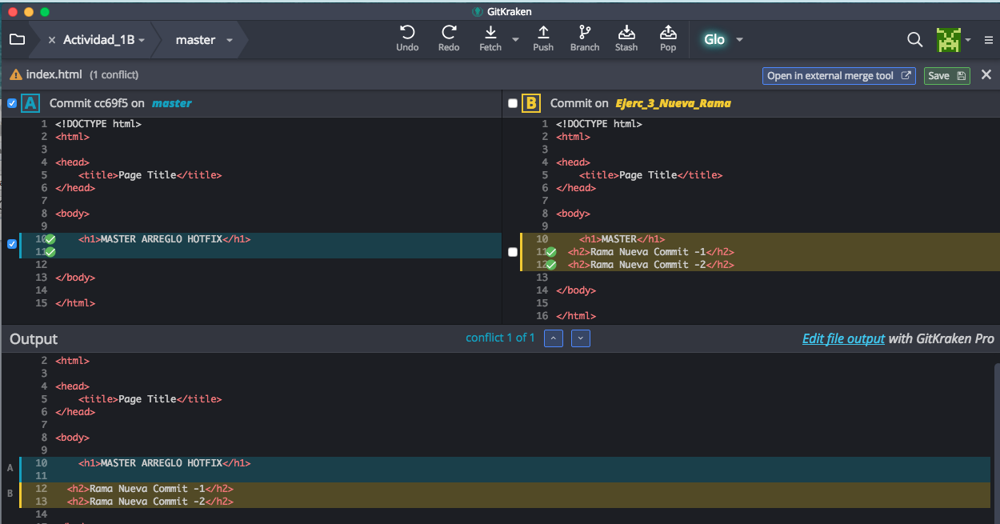 GitKraken
Actividad_1B master Undo Redo Fetch Push Branch Stash Pop Glo
index.html (1 conflict) Open in external merge tool Save
A Commit cc69f5 on master
1 <!DOCTYPE html>
2 <html>
3
4 <head>
5 <title>Page Title</title>
6 </head>
7
8 <body>
9
10 <h1>MASTER ARREGLO HOTFIX</h1>
11
12
13 </body>
14
15 </html>
B Commit on Ejerc_3_Nueva_Rama
1 <!DOCTYPE html>
2 <html>
3
4 <head>
5 <title>Page Title</title>
6 </head>
7
8 <body>
9
10 <h1>MASTER</h1>
11 <h2>Rama Nueva Commit -1</h2>
12 <h2>Rama Nueva Commit -2</h2>
13
14 </body>
15
16 </html>
Output conflict 1 of 1 Edit file output with GitKraken Pro
2 <html>
3
4 <head>
5 <title>Page Title</title>
6 </head>
7
8 <body>
9
A 10 <h1>MASTER ARREGLO HOTFIX</h1>
11
B 12 <h2>Rama Nueva Commit -1</h2>
13 <h2>Rama Nueva Commit -2</h2>
14